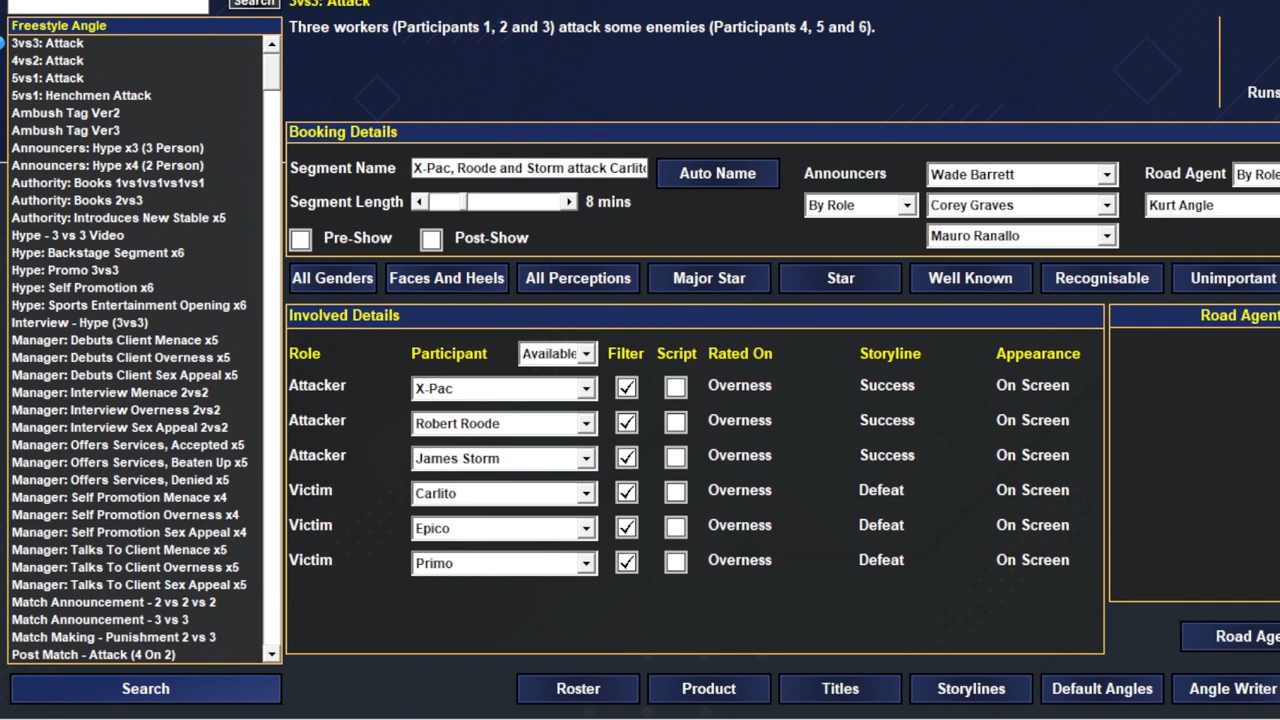 Search
3vs3: Attack
Freestyle Angle
Three workers (Participants 1, 2 and 3) attack some enemies (Participants 4, 5 and 6).
3vs3: Attack
4vs2: Attack
5vs1: Attack
5vs1: Henchmen Attack
Ambush Tag Ver2
Ambush Tag Ver3
Announcers: Hype x3 (3 Person)
Announcers: Hype x4 (2 Person)
Authority: Books 1vs1vs1vs1vs1
Authority: Books 2vs3
Authority: Introduces New Stable x5
Hype - 3 vs 3 Video
Hype: Backstage Segment x6
Hype: Promo 3vs3
Hype: Self Promotion x6
Hype: Sports Entertainment Opening x6
Interview - Hype (3vs3)
Manager: Debuts Client Menace x5
Manager: Debuts Client Overness x5
Manager: Debuts Client Sex Appeal x5
Manager: Interview Menace 2vs2
Manager: Interview Overness 2vs2
Manager: Interview Sex Appeal 2vs2
Manager: Offers Services, Accepted x5
Manager: Offers Services, Beaten Up x5
Manager: Offers Services, Denied x5
Manager: Self Promotion Menace x4
Manager: Self Promotion Overness x4
Manager: Self Promotion Sex Appeal x4
Manager: Talks To Client Menace x5
Manager: Talks To Client Overness x5
Manager: Talks To Client Sex Appeal x5
Match Announcement - 2 vs 2 vs 2
Match Announcement - 3 vs 3
Match Making - Punishment 2 vs 3
Post Match - Attack (4 On 2)
Search
Runs
Booking Details
Segment Name X-Pac, Roode and Storm attack Carlito Auto Name Announcers Wade Barrett Road Agent By Role
Segment Length 8 mins By Role Corey Graves Kurt Angle
Pre-Show Post-Show Mauro Ranallo
All Genders Faces And Heels All Perceptions Major Star Star Well Known Recognisable Unimportant
Involved Details Road Agent
Role Participant Available Filter Script Rated On Storyline Appearance
Attacker X-Pac Overness Success On Screen
Attacker Robert Roode Overness Success On Screen
Attacker James Storm Overness Success On Screen
Victim Carlito Overness Defeat On Screen
Victim Epico Overness Defeat On Screen
Victim Primo Overness Defeat On Screen
Road Age
Roster Product Titles Storylines Default Angles Angle Writer